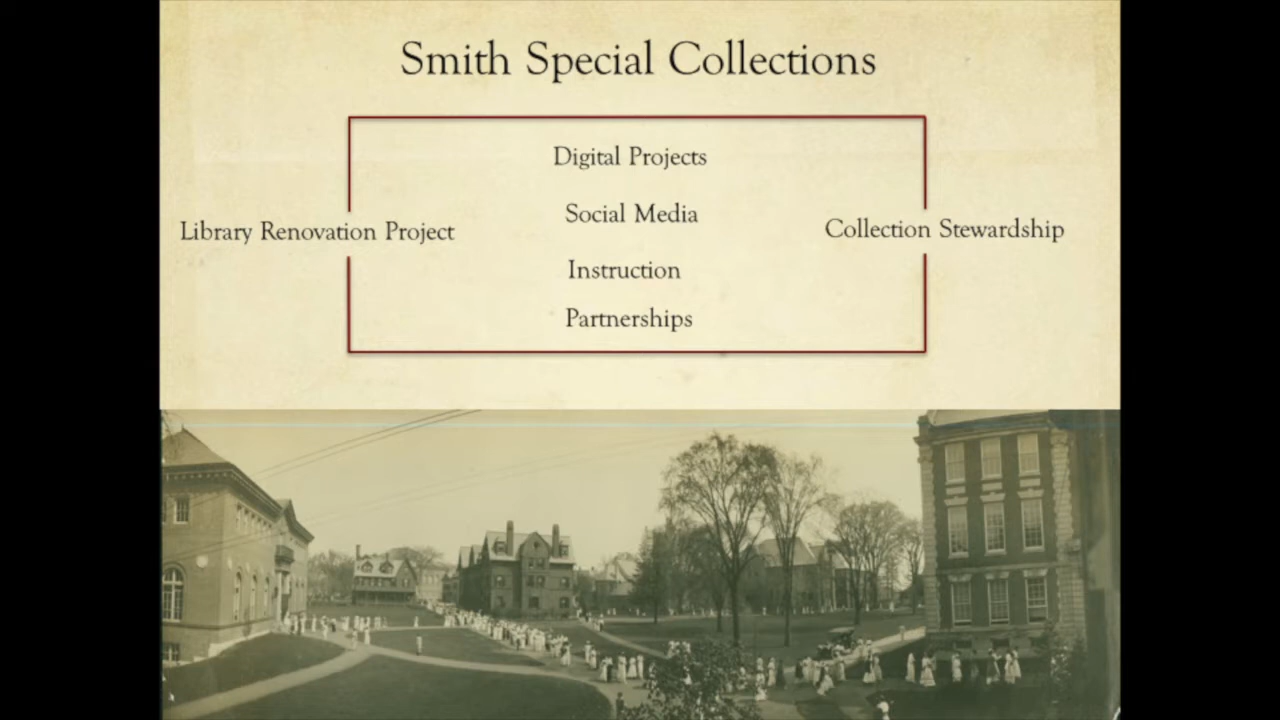 Smith Special Collections
Digital Projects
Social Media
Library Renovation Project
Collection Stewardship
Instruction
Partnerships